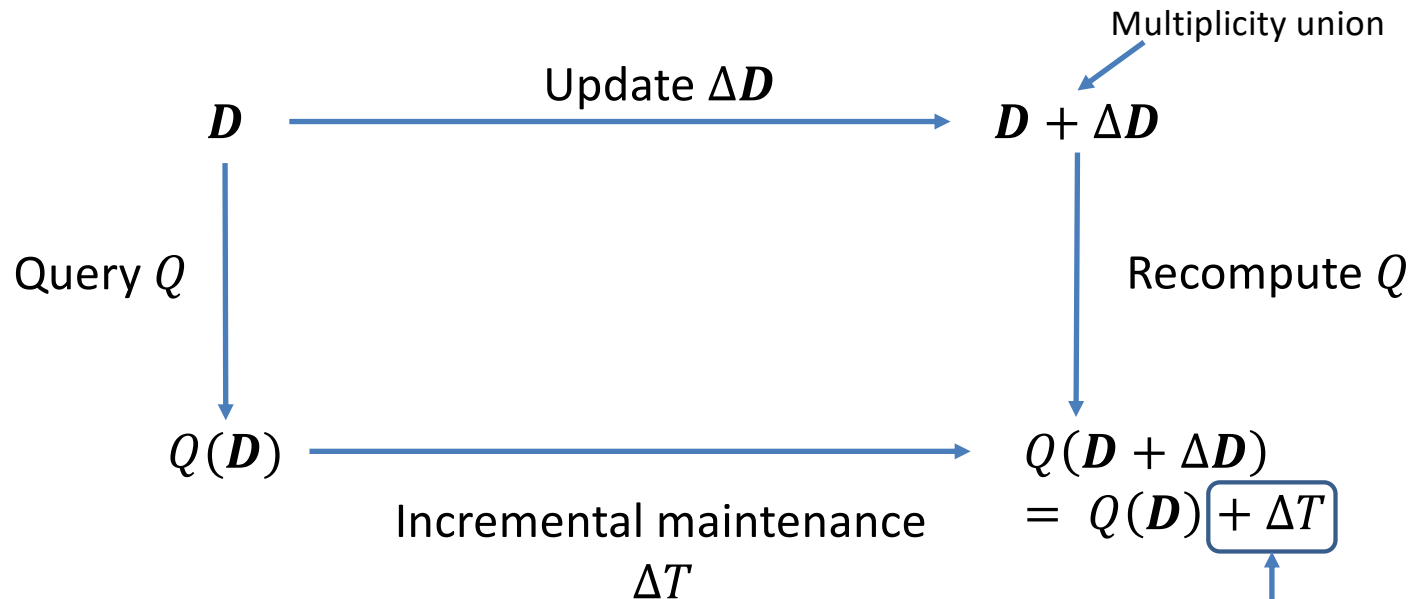 Multiplicity union
Update Δ𝑫
𝑫
𝑫 + Δ𝑫
Query 𝑄
Recompute 𝑄
𝑄(𝑫)
𝑄(𝑫 + Δ𝑫)
= 𝑄(𝑫) + Δ𝑇
Incremental maintenance
Δ𝑇